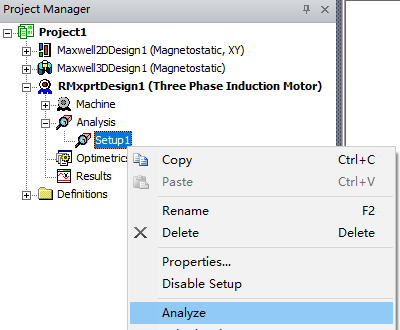 Project Manager
Project1
Maxwell2DDesign1 (Magnetostatic, XY)
Maxwell3DDesign1 (Magnetostatic)
RMxprtDesign1 (Three Phase Induction Motor)
Machine
Analysis
Setup1
Optimetrics
Results
Definitions
Copy Ctrl+C
Paste Ctrl+V
Rename F2
Delete Delete
Properties...
Disable Setup
Analyze